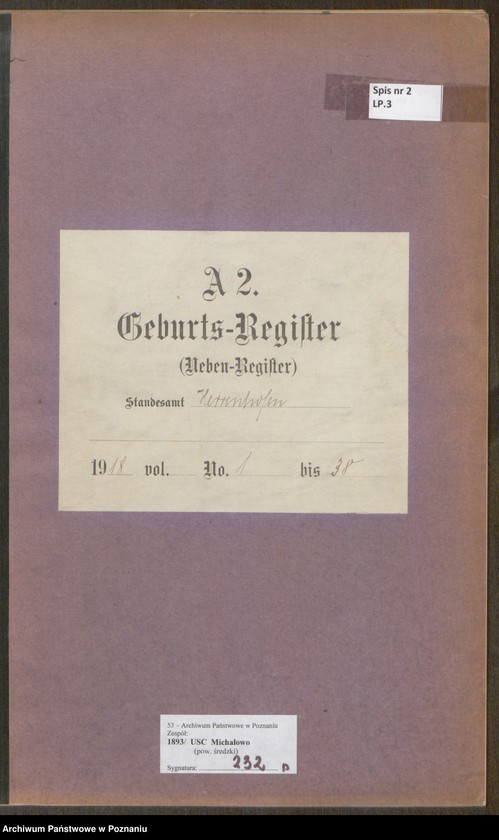 Spis nr 2
LP.3
A 2.
Geburts-Regiſter
(Neben-Regiſter)
Standesamt Herrenhofen
1918 vol. No. 1 bis 38
53 – Archiwum Państwowe w Poznaniu
Zespół:
1893/ USC Michałowo
(pow. średzki)
Sygnatura: 232
Archiwum Państwowe w Poznaniu